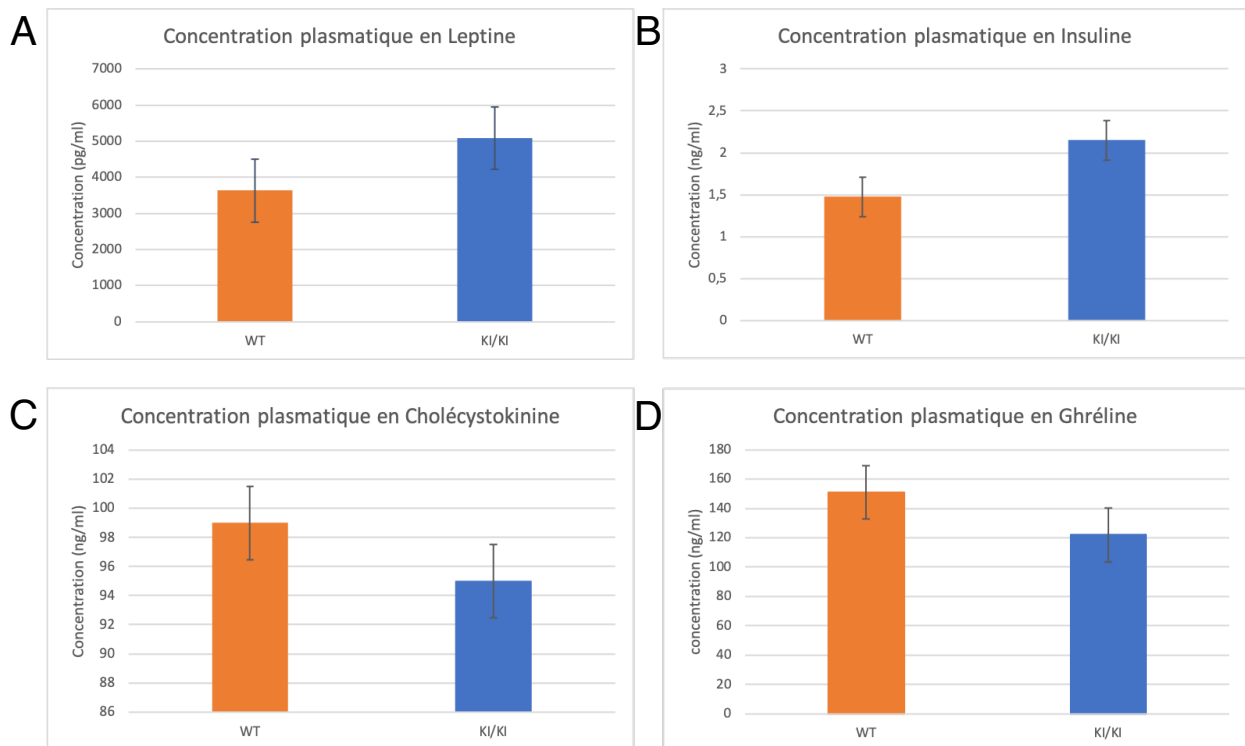 A
Concentration plasmatique en Leptine
Concentration (pg/ml)
7000
6000
5000
4000
3000
2000
1000
0
WT
KI/KI
B
Concentration plasmatique en Insuline
Concentration (ng/ml)
3
2,5
2
1,5
1
0,5
0
WT
KI/KI
C
Concentration plasmatique en Cholécystokinine
Concentration (ng/ml)
104
102
100
98
96
94
92
90
88
86
WT
KI/KI
D
Concentration plasmatique en Ghréline
concentration (ng/ml)
180
160
140
120
100
80
60
40
20
0
WT
KI/KI